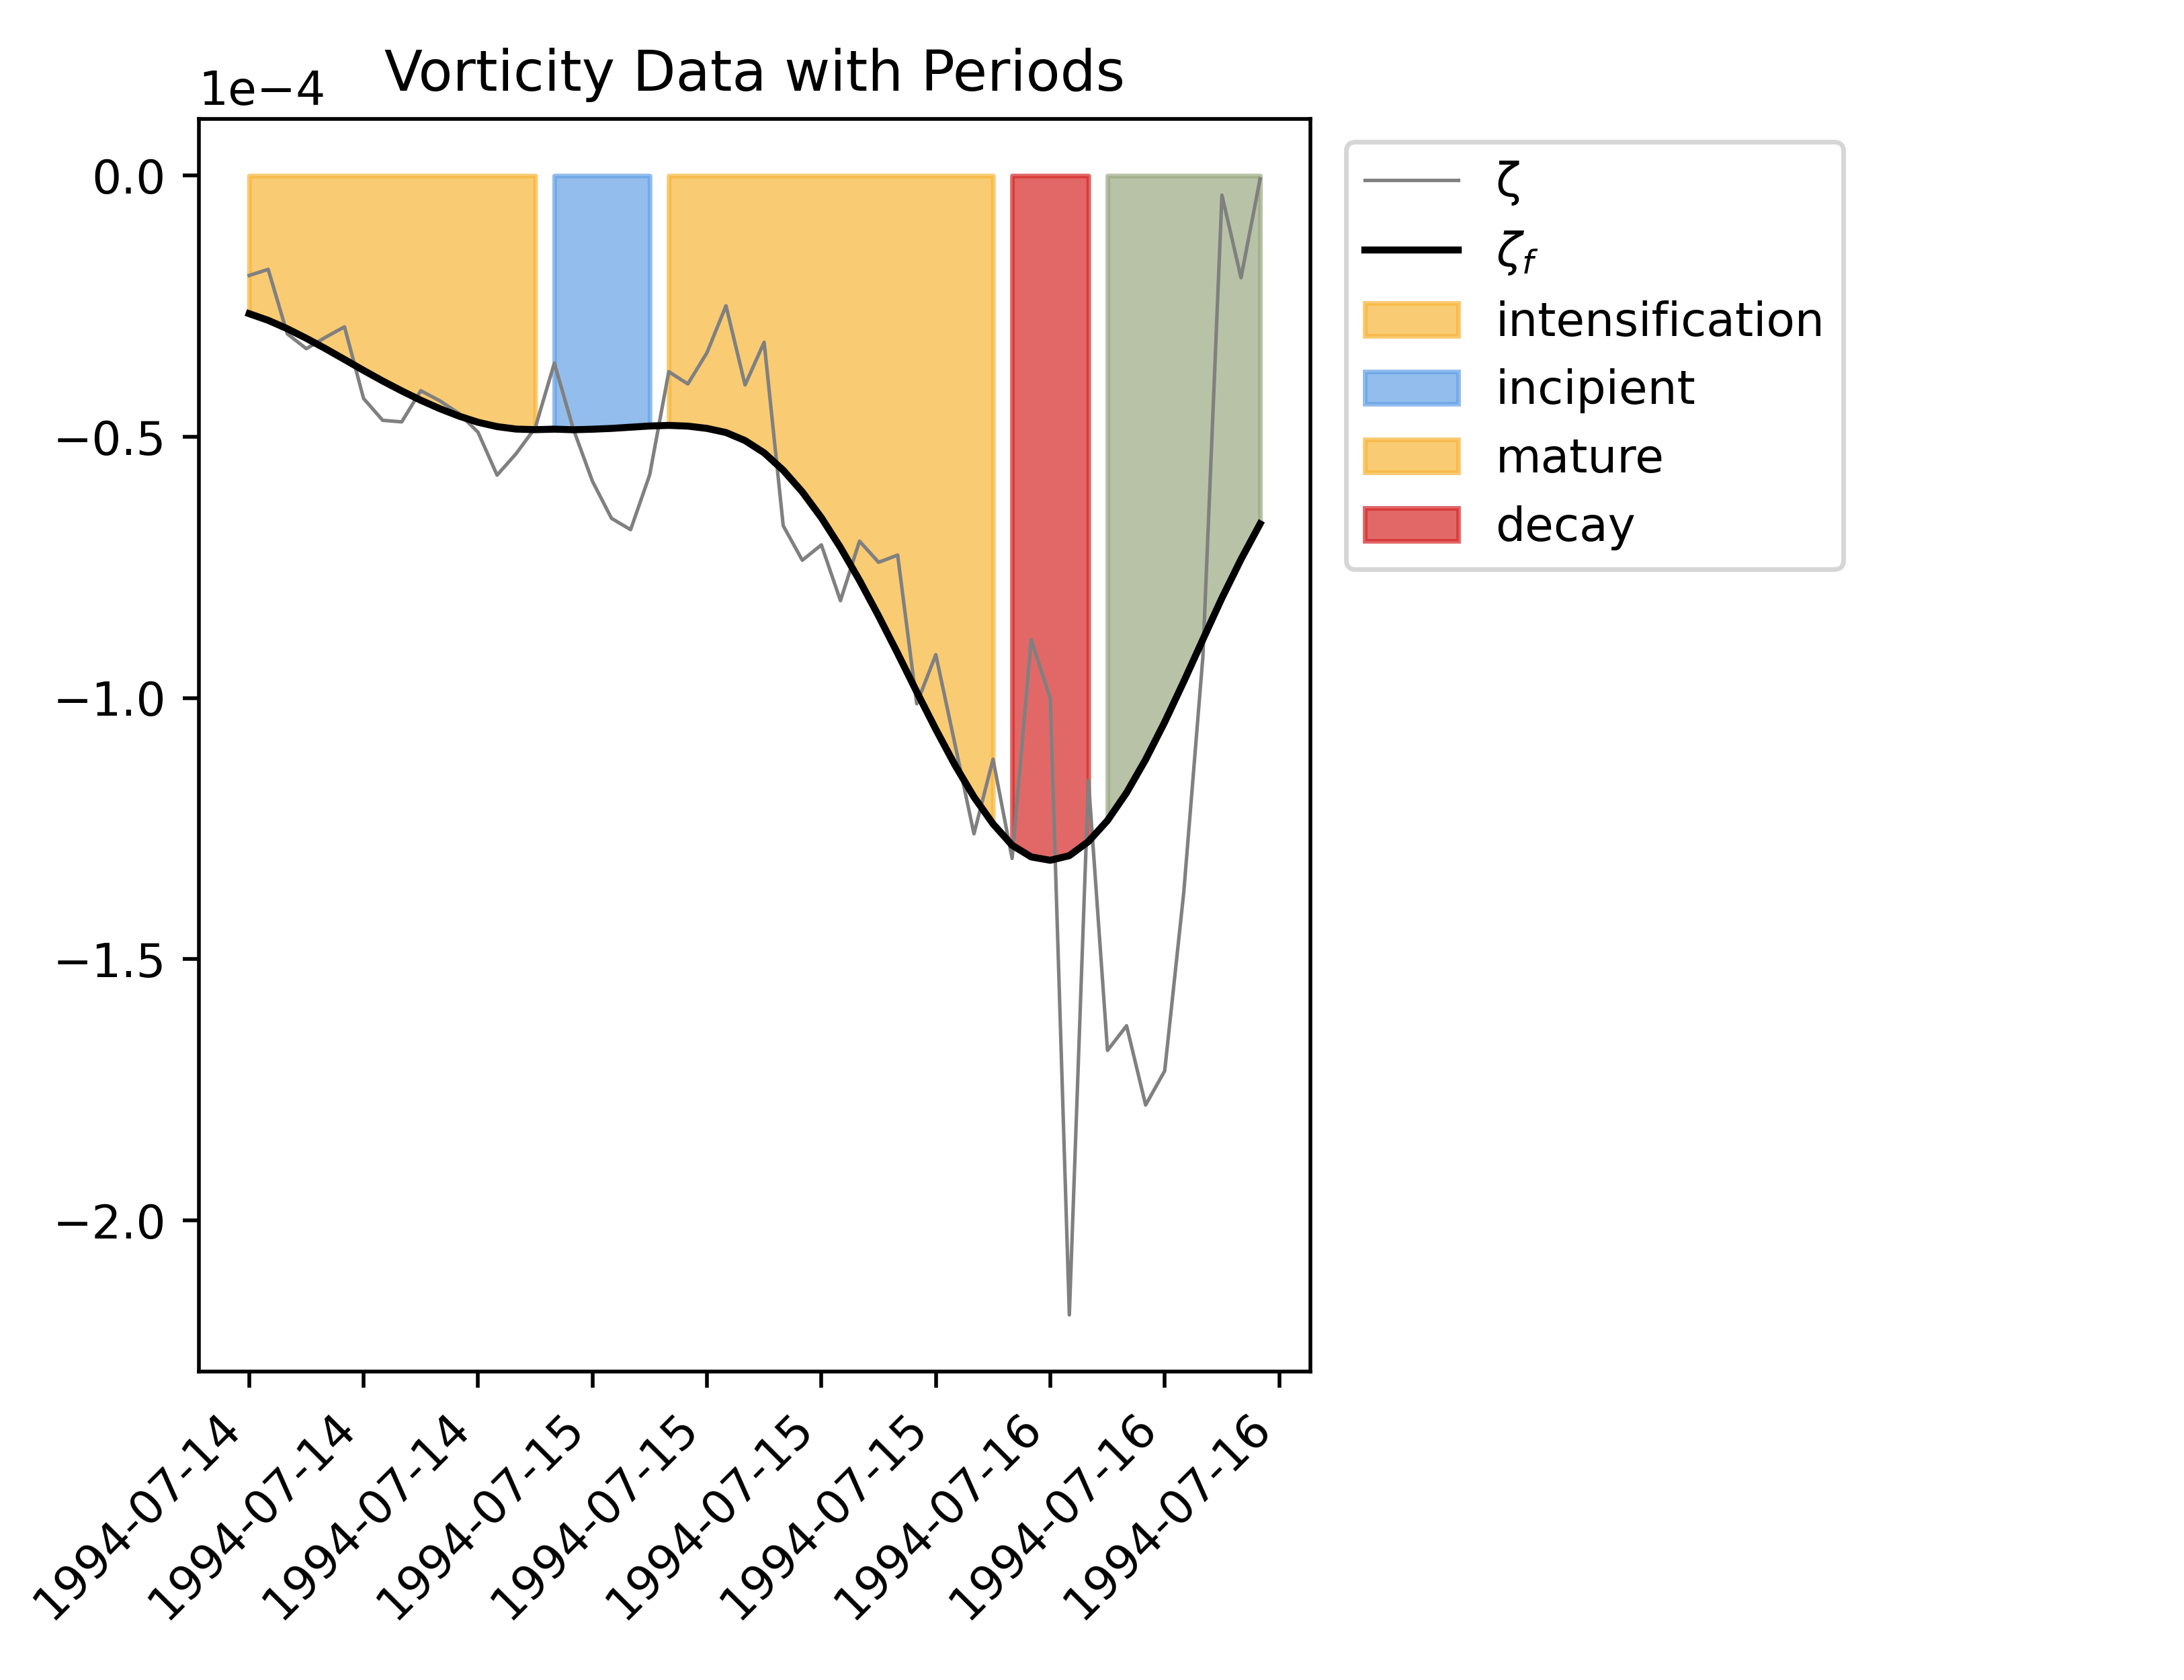 Vorticity Data with Periods
1e−4
0.0
−0.5
−1.0
−1.5
−2.0
1994-07-14
1994-07-14
1994-07-14
1994-07-15
1994-07-15
1994-07-15
1994-07-15
1994-07-16
1994-07-16
1994-07-16
ζ
ζf
intensification
incipient
mature
decay